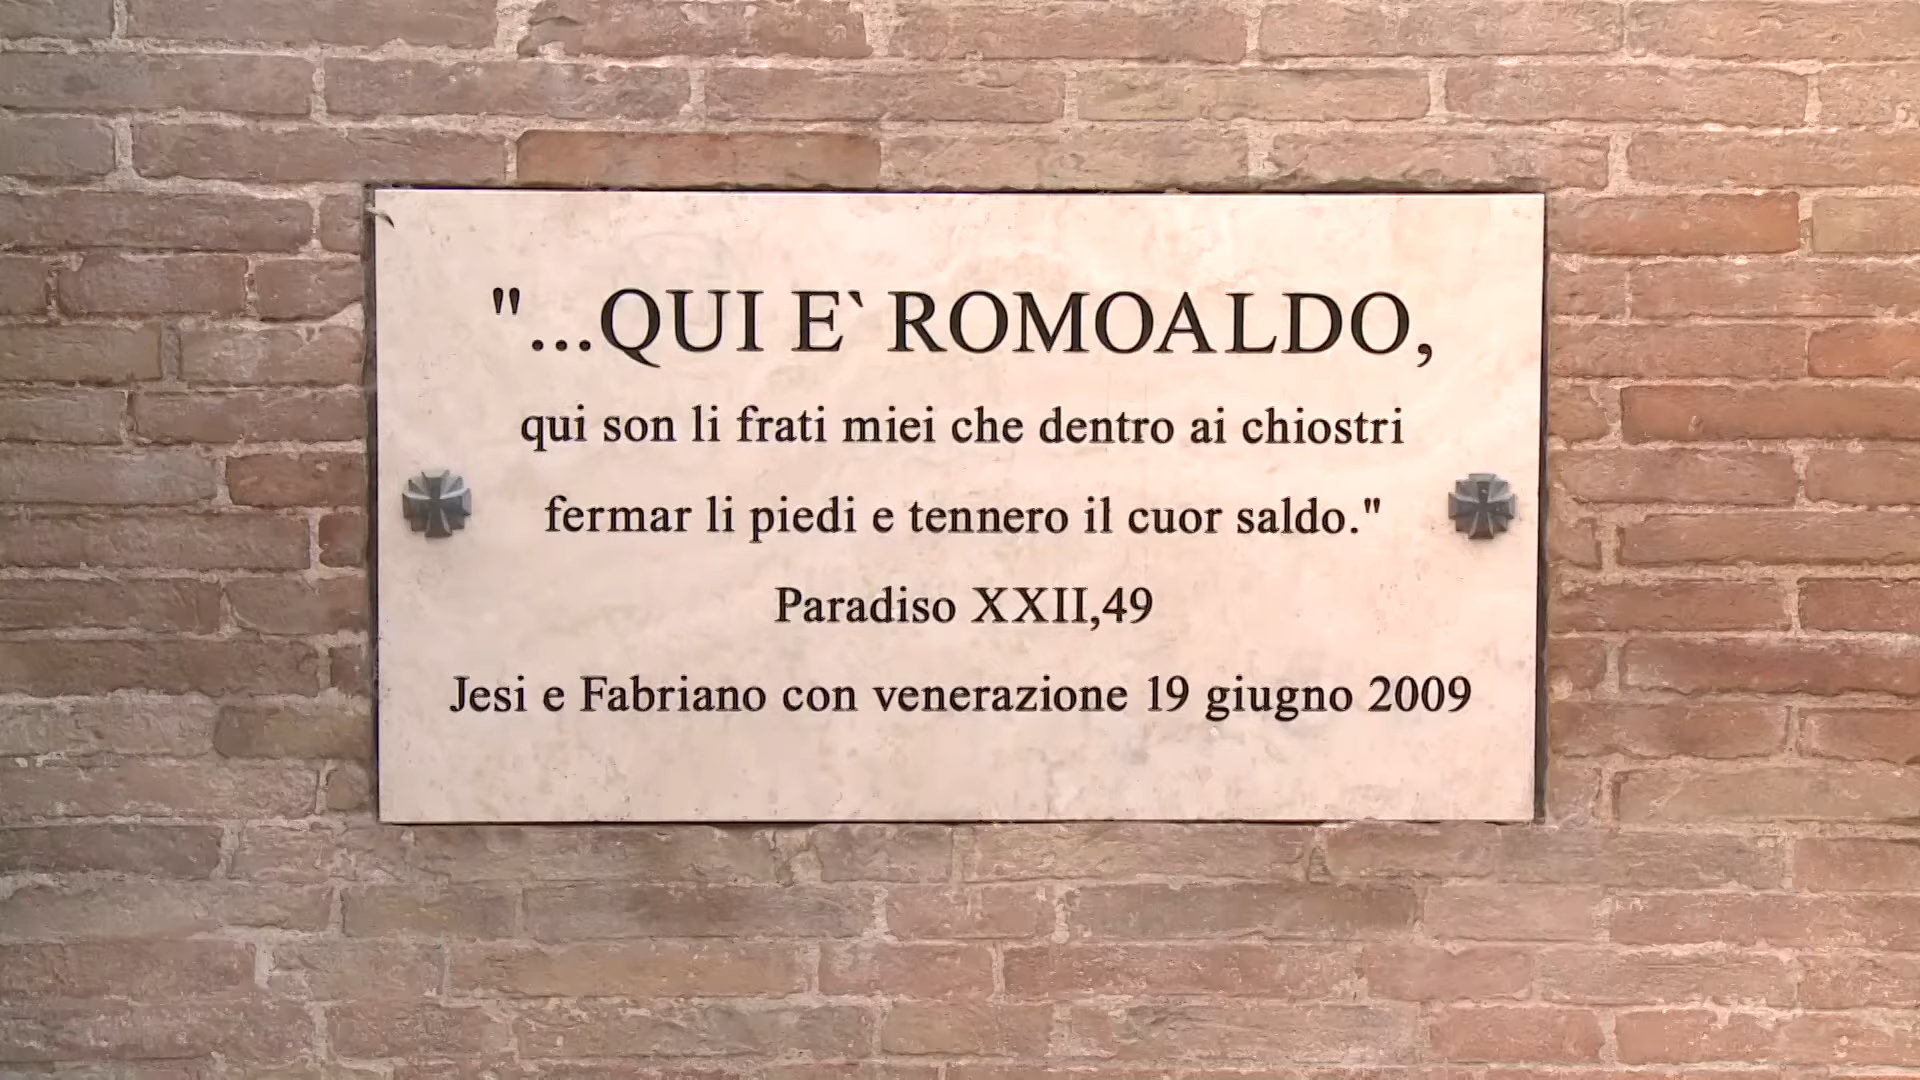 "...QUI E` ROMOALDO,
qui son li frati miei che dentro ai chiostri
fermar li piedi e tennero il cuor saldo."
Paradiso XXII,49
Jesi e Fabriano con venerazione 19 giugno 2009